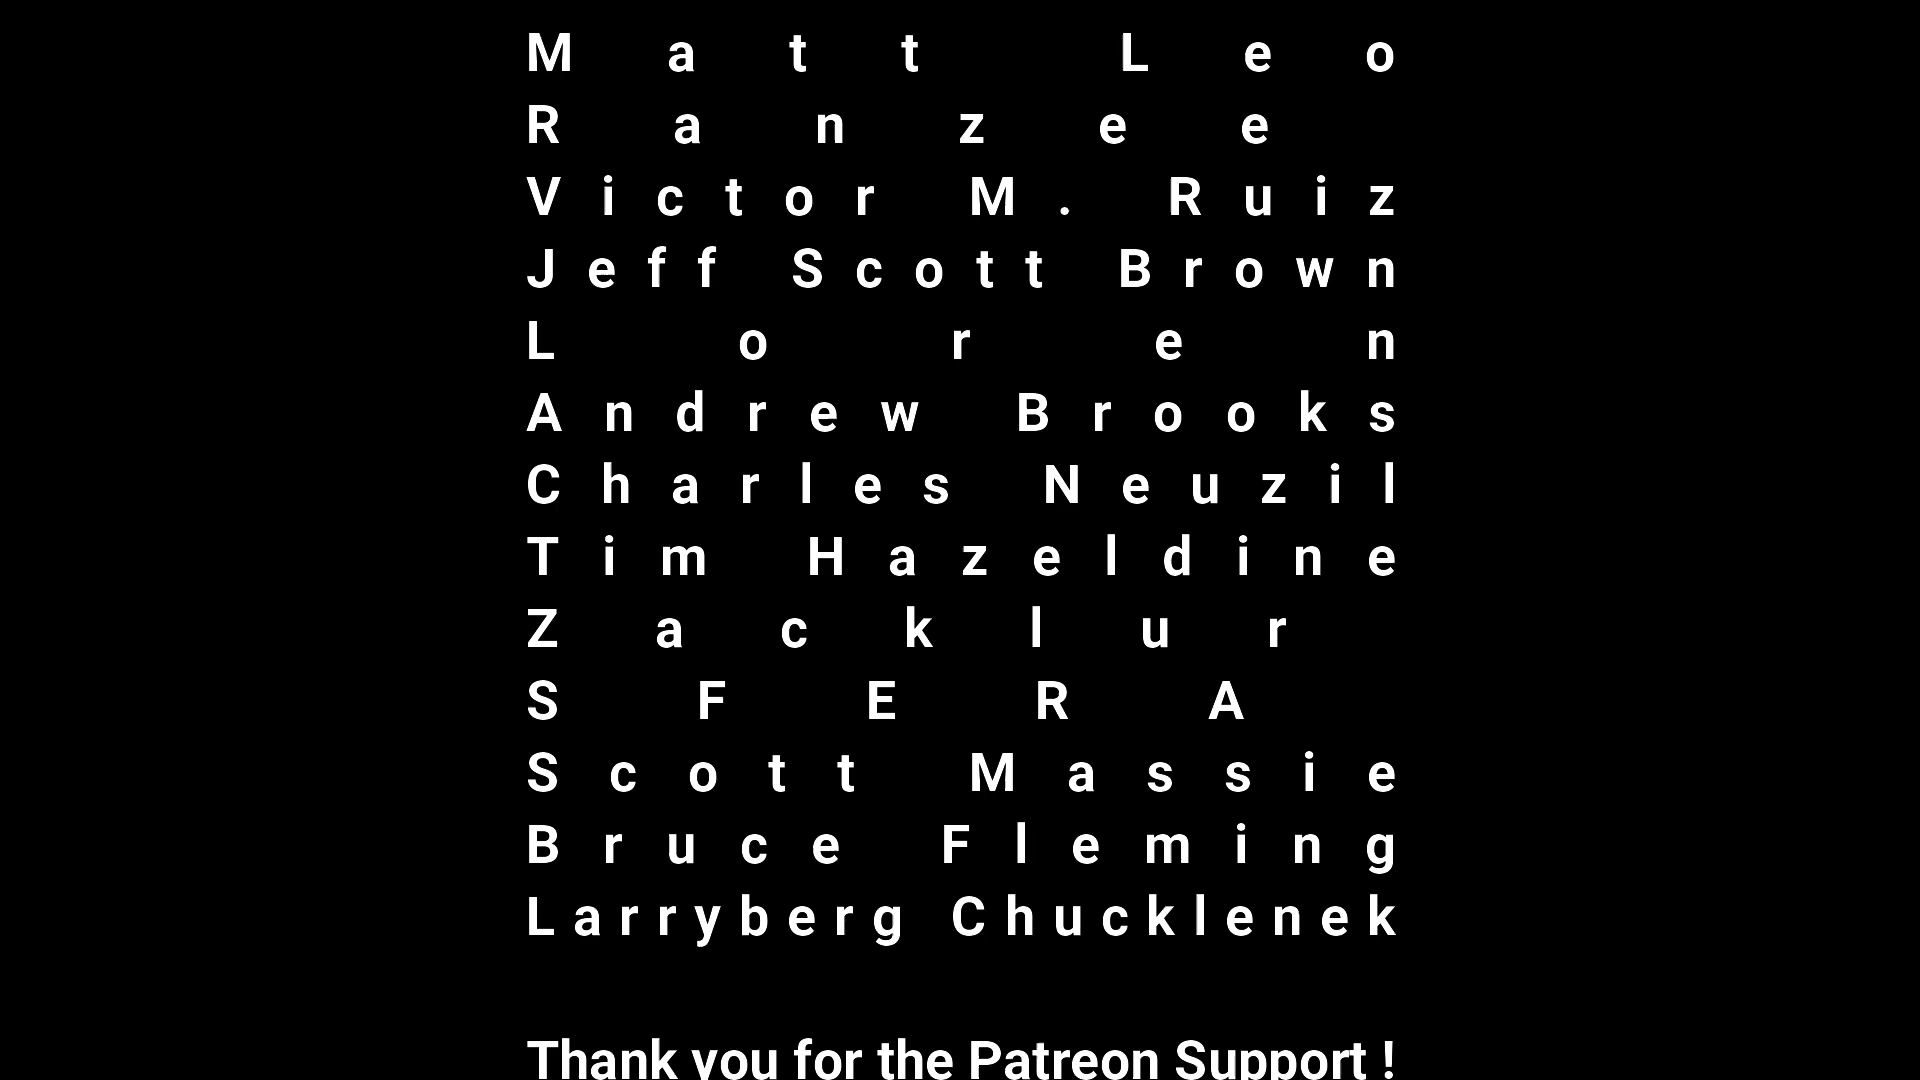 Matt Leo
Ranzee
Victor M. Ruiz
Jeff Scott Brown
Loren
Andrew Brooks
Charles Neuzil
Tim Hazeldine
Zacklur
SFERA
Scott Massie
Bruce Fleming
Larryberg Chucklenek
Thank you for the Patreon Support !